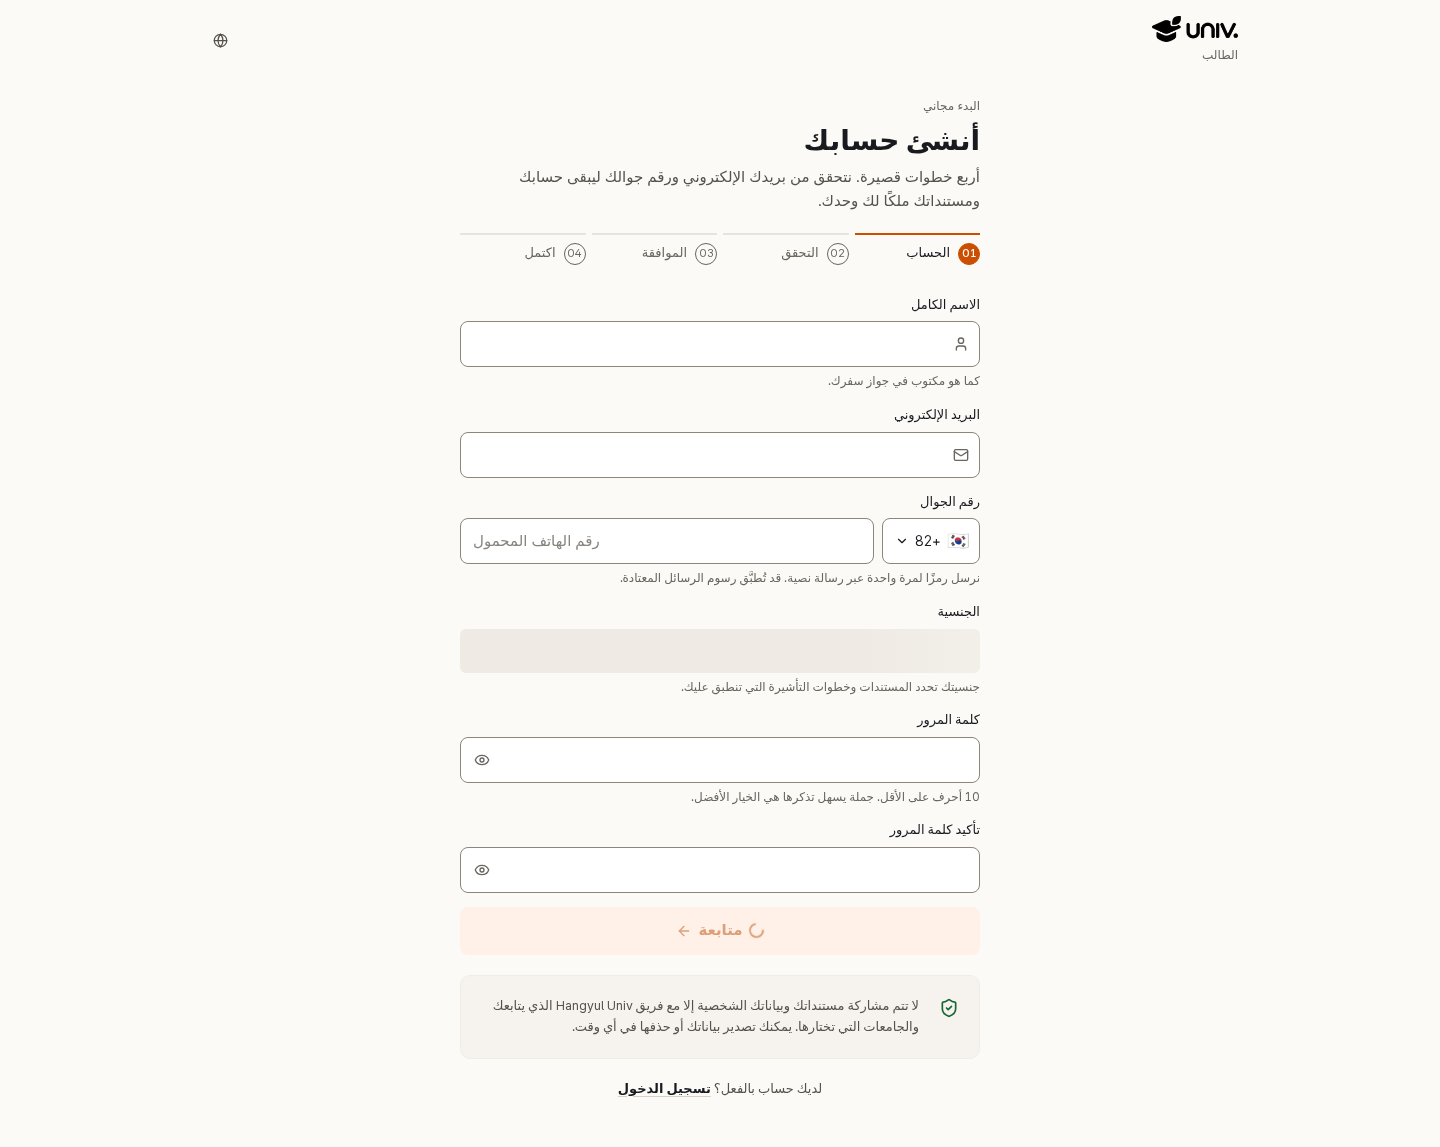 UNIV.
الطالب
البدء مجاني
أنشئ حسابك
أربع خطوات قصيرة. نتحقق من بريدك الإلكتروني ورقم جوالك ليبقى حسابك
ومستنداتك ملكًا لك وحدك.
01 الحساب
02 التحقق
03 الموافقة
04 اكتمل
الاسم الكامل
كما هو مكتوب في جواز سفرك.
البريد الإلكتروني
رقم الجوال
+82
رقم الهاتف المحمول
نرسل رمزًا لمرة واحدة عبر رسالة نصية. قد تُطبَّق رسوم الرسائل المعتادة.
الجنسية
جنسيتك تحدد المستندات وخطوات التأشيرة التي تنطبق عليك.
كلمة المرور
10 أحرف على الأقل. جملة يسهل تذكرها هي الخيار الأفضل.
تأكيد كلمة المرور
متابعة
لا تتم مشاركة مستنداتك وبياناتك الشخصية إلا مع فريق Hangyul Univ الذي يتابعك
والجامعات التي تختارها. يمكنك تصدير بياناتك أو حذفها في أي وقت.
لديك حساب بالفعل؟ تسجيل الدخول